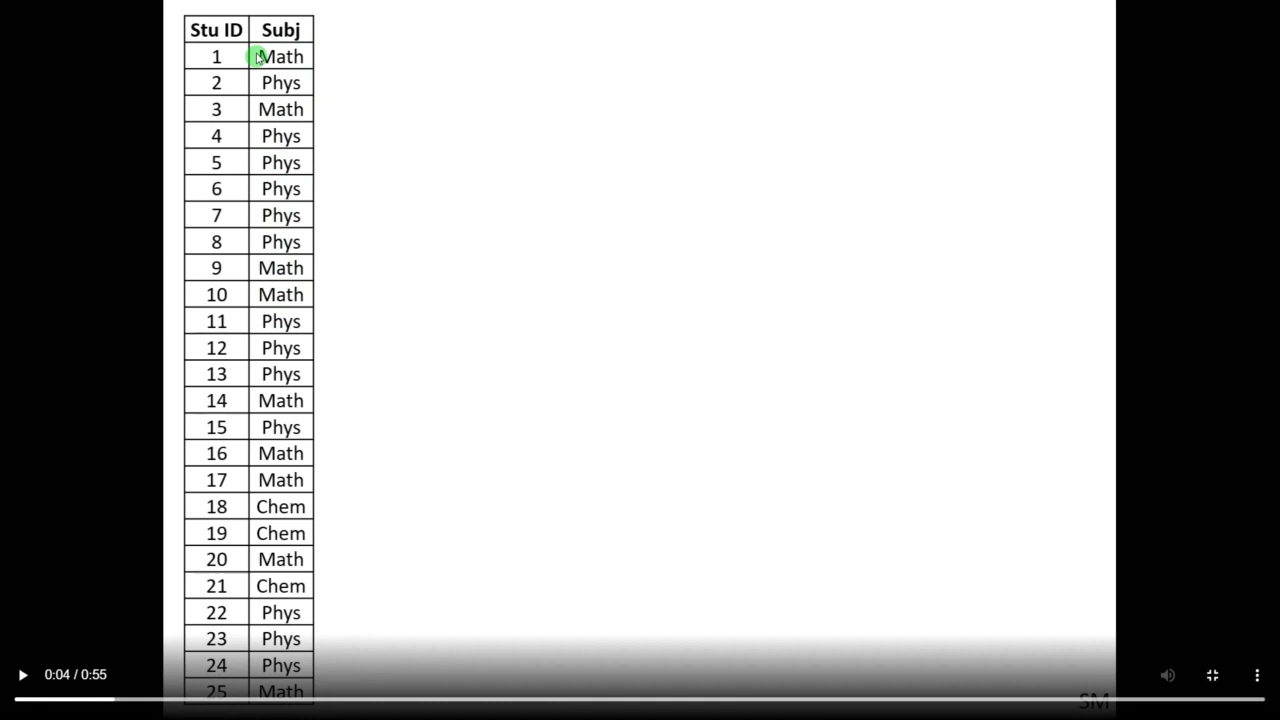 Stu ID Subj
1 Math
2 Phys
3 Math
4 Phys
5 Phys
6 Phys
7 Phys
8 Phys
9 Math
10 Math
11 Phys
12 Phys
13 Phys
14 Math
15 Phys
16 Math
17 Math
18 Chem
19 Chem
20 Math
21 Chem
22 Phys
23 Phys
24 Phys
0:04 / 0:55
25 Math
SM